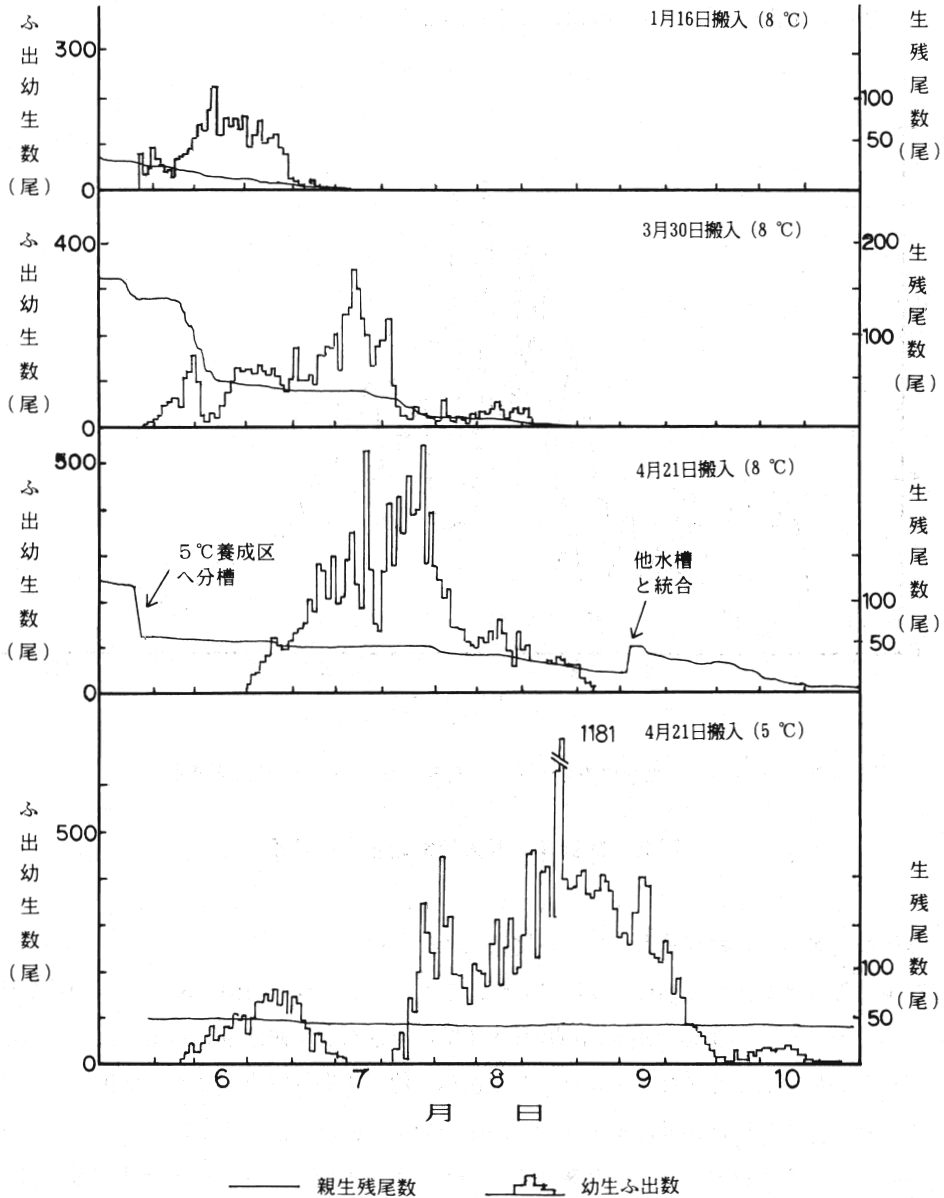 1月16日搬入(8 ℃)
ふ出幼生数(尾)
300
0
生残尾数(尾)
100
50
3月30日搬入(8 ℃)
ふ出幼生数(尾)
400
0
生残尾数(尾)
200
100
4月21日搬入(8 ℃)
ふ出幼生数(尾)
500
0
5℃養成区
へ分槽
他水槽
と統合
生残尾数(尾)
100
50
1181
4月21日搬入(5 ℃)
ふ出幼生数(尾)
500
0
生残尾数(尾)
100
50
6 7 8 9 10
月 日
親生残尾数
幼生ふ出数